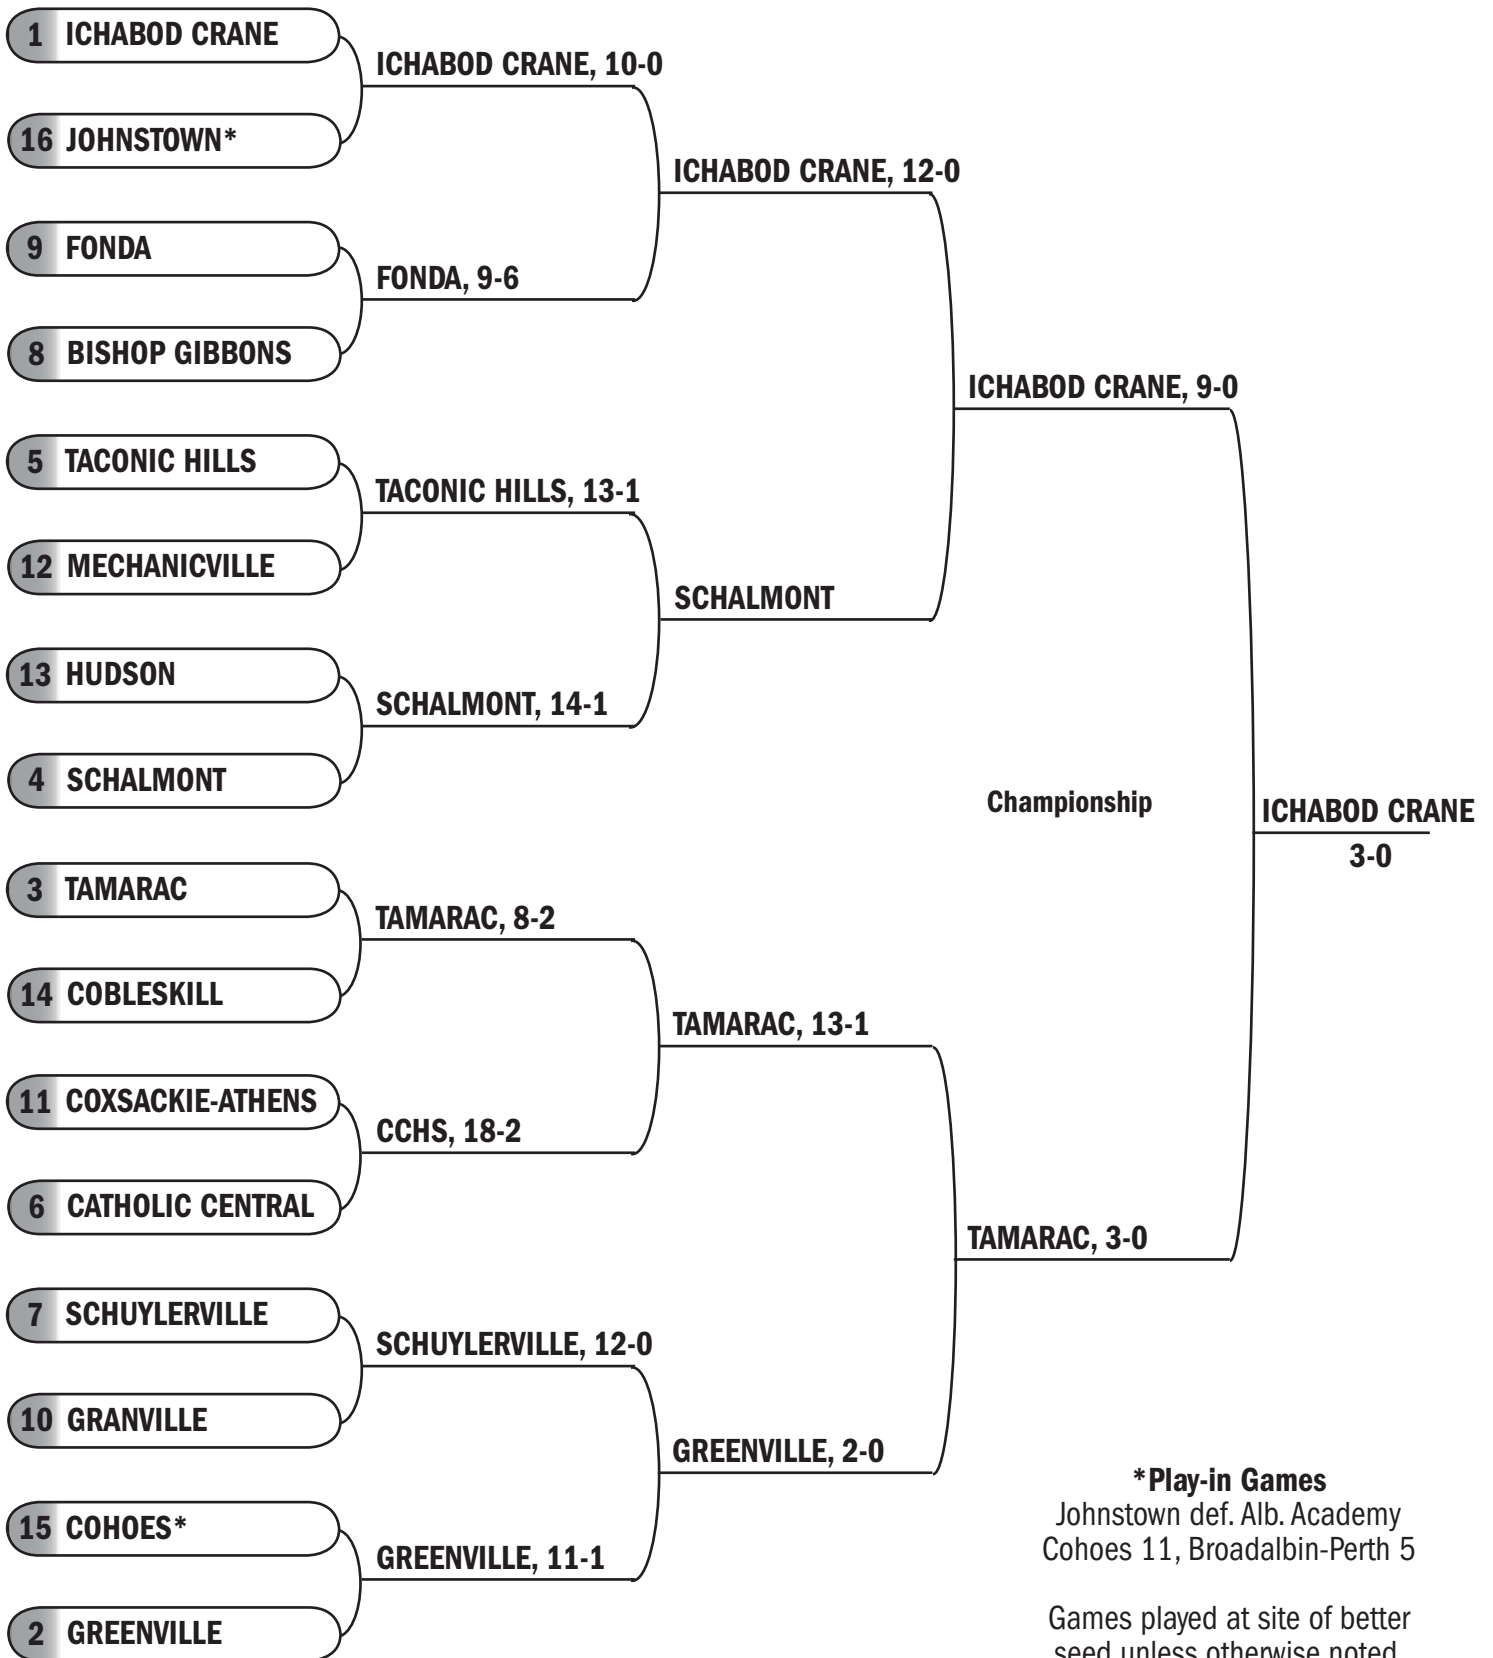 1 ICHABOD CRANE
16 JOHNSTOWN*
9 FONDA
8 BISHOP GIBBONS
5 TACONIC HILLS
12 MECHANICVILLE
13 HUDSON
4 SCHALMONT
3 TAMARAC
14 COBLESKILL
11 COXSACKIE-ATHENS
6 CATHOLIC CENTRAL
7 SCHUYLERVILLE
10 GRANVILLE
15 COHOES*
2 GREENVILLE
ICHABOD CRANE, 10-0
FONDA, 9-6
TACONIC HILLS, 13-1
SCHALMONT, 14-1
TAMARAC, 8-2
CCHS, 18-2
SCHUYLERVILLE, 12-0
GREENVILLE, 11-1
ICHABOD CRANE, 12-0
SCHALMONT
TAMARAC, 13-1
GREENVILLE, 2-0
ICHABOD CRANE, 9-0
TAMARAC, 3-0
Championship
ICHABOD CRANE
3-0
*Play-in Games
Johnstown def. Alb. Academy
Cohoes 11, Broadalbin-Perth 5
Games played at site of better
seed unless otherwise noted.